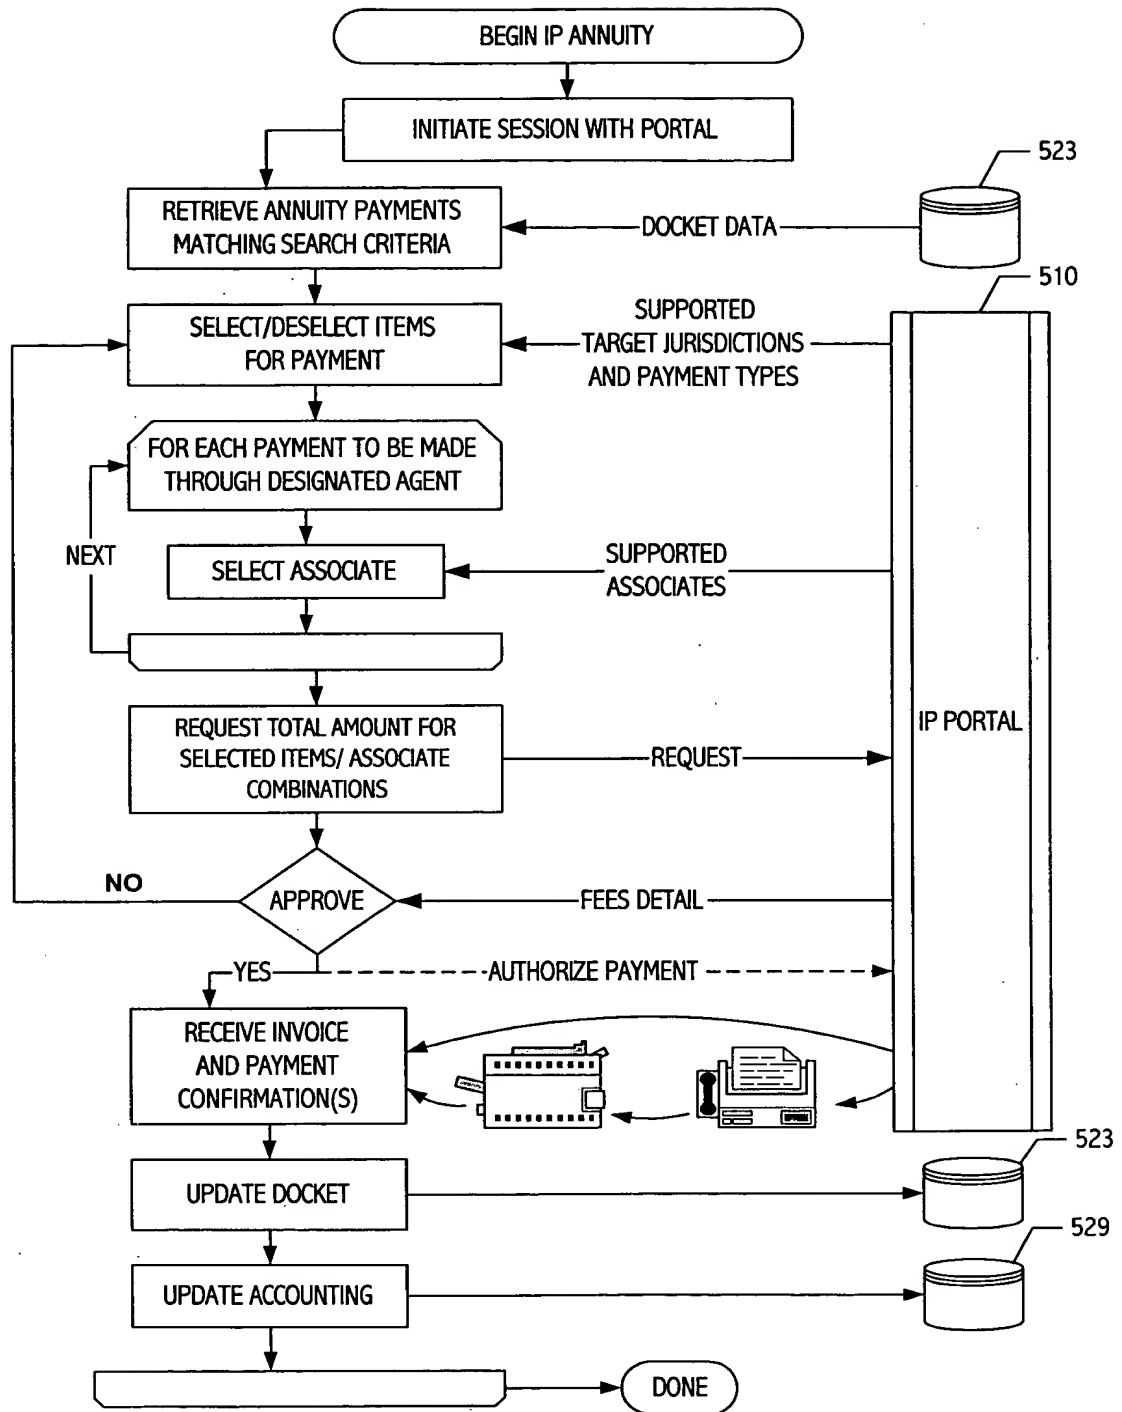 BEGIN IP ANNUITY
INITIATE SESSION WITH PORTAL
523
RETRIEVE ANNUITY PAYMENTS
MATCHING SEARCH CRITERIA
DOCKET DATA
510
SELECT/DESELECT ITEMS
FOR PAYMENT
SUPPORTED
TARGET JURISDICTIONS
AND PAYMENT TYPES
FOR EACH PAYMENT TO BE MADE
THROUGH DESIGNATED AGENT
NEXT
SELECT ASSOCIATE
SUPPORTED
ASSOCIATES
IP PORTAL
REQUEST TOTAL AMOUNT FOR
SELECTED ITEMS/ ASSOCIATE
COMBINATIONS
REQUEST
NO
APPROVE
FEES DETAIL
YES
AUTHORIZE PAYMENT
RECEIVE INVOICE
AND PAYMENT
CONFIRMATION(S)
523
UPDATE DOCKET
529
UPDATE ACCOUNTING
DONE